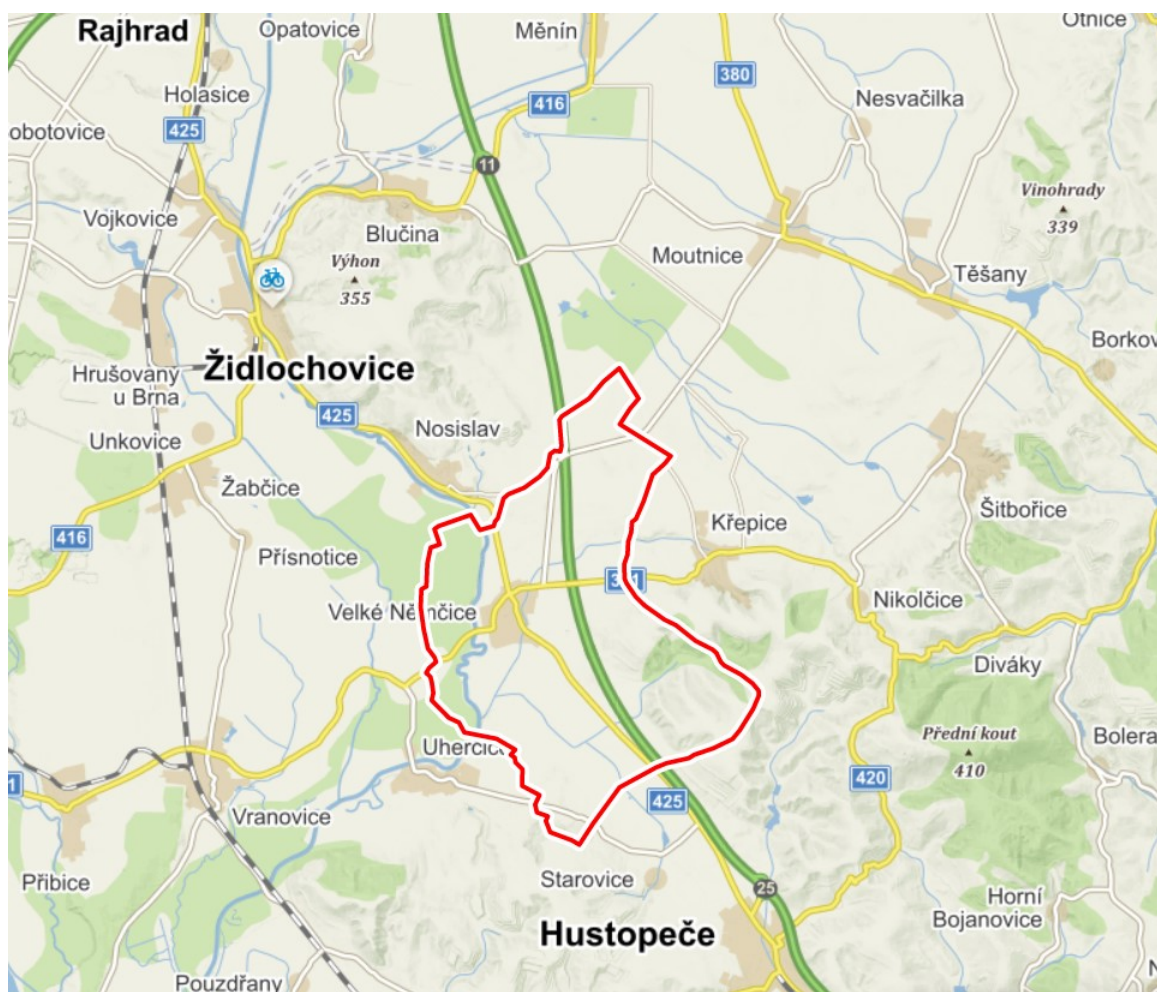 Rajhrad
Opatovice
Měnín
Otnice
380
Holasice
416
Nesvačilka
425
obotovice
11
Vinohrady
339
Vojkovice
Blučina
Moutnice
Výhon
355
Těšany
Borkov
Židlochovice
Hrušovany
u Brna
425
Nosislav
Unkovice
Žabčice
Šitbořice
Křepice
416
Přísnotice
Velké Němčice
Nikolčice
Diváky
Přední kout
410
Bolera
Uherčice
420
425
Vranovice
Přibice
Starovice
25
Horní
Bojanovice
Hustopeče
Pouzdřany